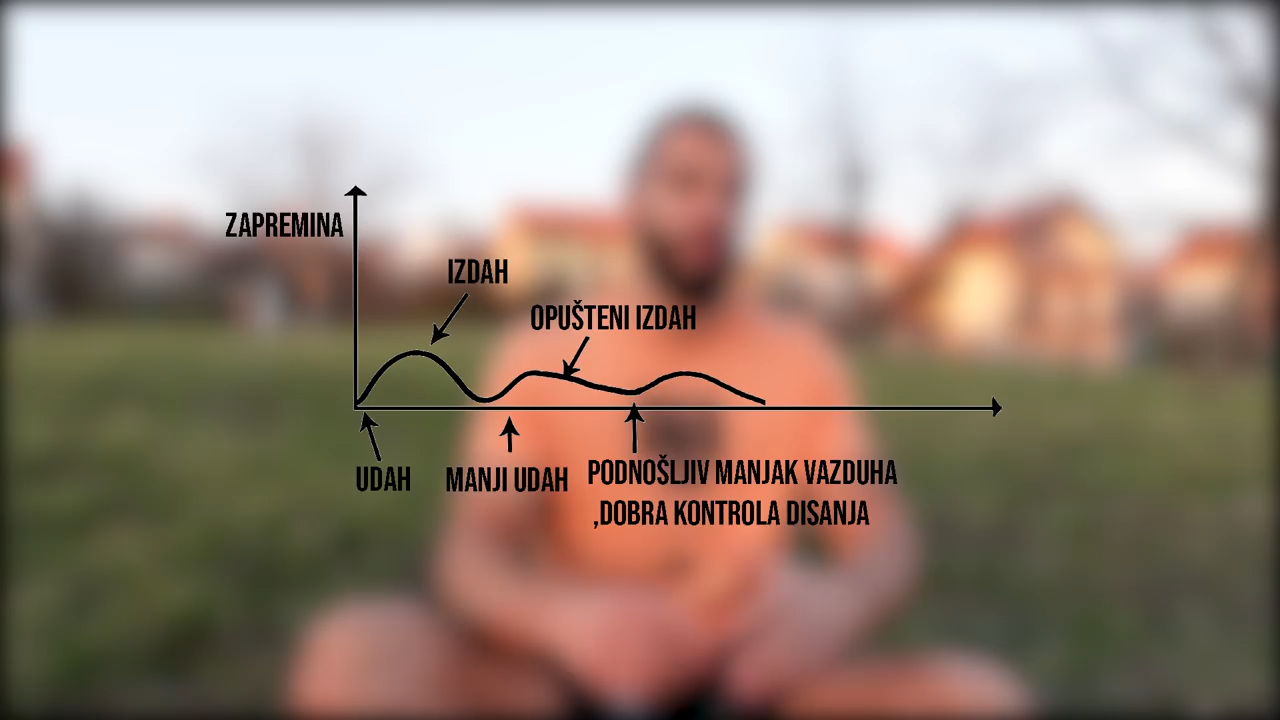 ZAPREMINA
IZDAH
OPUŠTENI IZDAH
UDAH
MANJI UDAH
PODNOŠLJIV MANJAK VAZDUHA
,DOBRA KONTROLA DISANJA